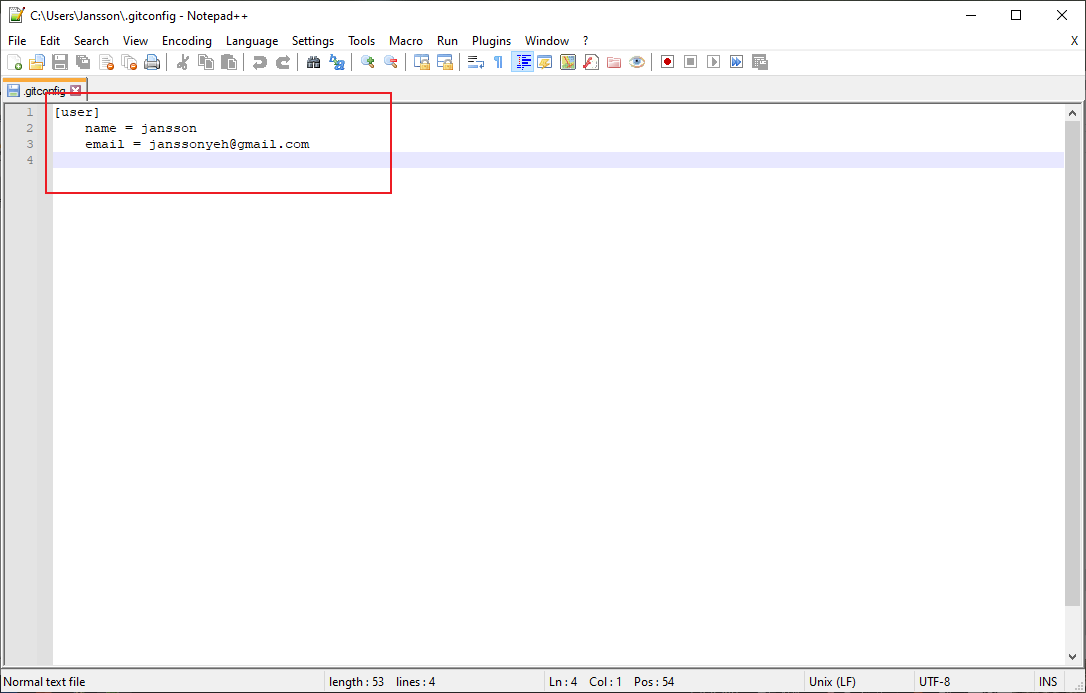 C:\Users\Jansson\.gitconfig - Notepad++
File Edit Search View Encoding Language Settings Tools Macro Run Plugins Window ? X
.gitconfig
1 [user]
2 name = jansson
3 email = janssonyeh@gmail.com
4
Normal text file length : 53 lines : 4 Ln : 4 Col : 1 Pos : 54 Unix (LF) UTF-8 INS